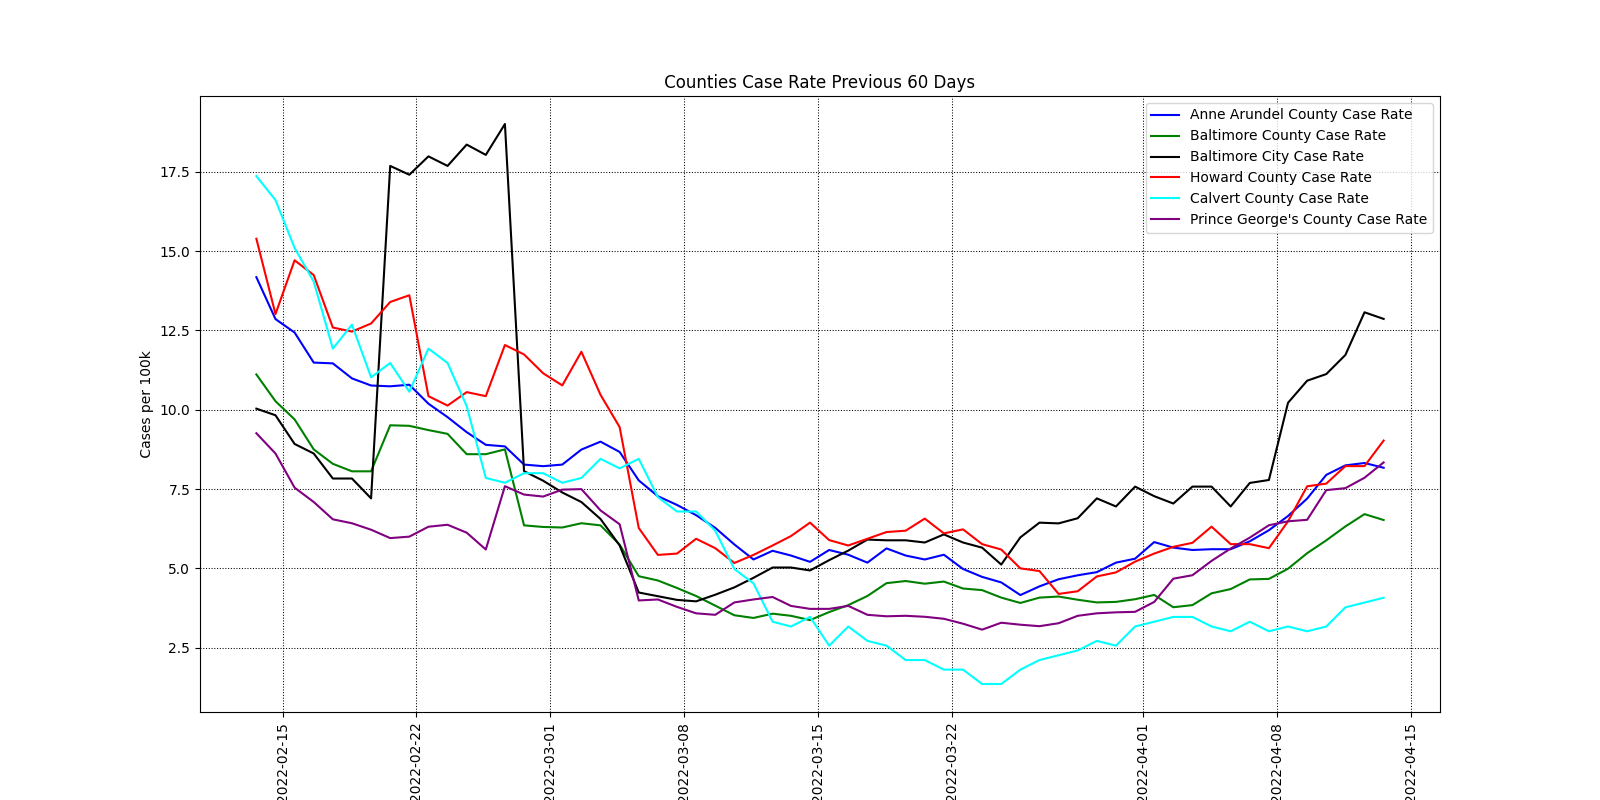 Counties Case Rate Previous 60 Days
Anne Arundel County Case Rate
Baltimore County Case Rate
Baltimore City Case Rate
Howard County Case Rate
Calvert County Case Rate
Prince George's County Case Rate
Cases per 100k
17.5
15.0
12.5
10.0
7.5
5.0
2.5
2022-02-15
2022-02-22
2022-03-01
2022-03-08
2022-03-15
2022-03-22
2022-04-01
2022-04-08
2022-04-15